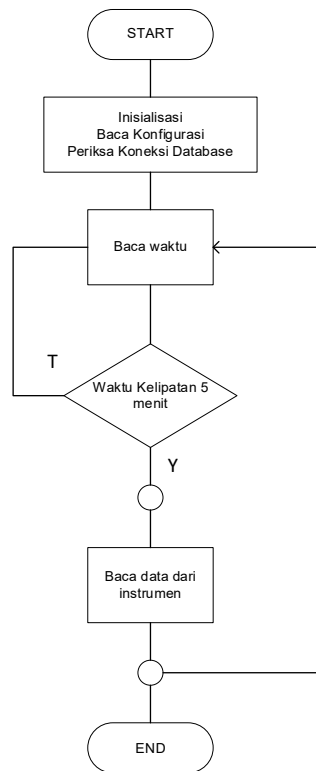 START
Inisialisasi
Baca Konfigurasi
Periksa Koneksi Database
Baca waktu
T
Waktu Kelipatan 5
menit
Y
Baca data dari
instrumen
END